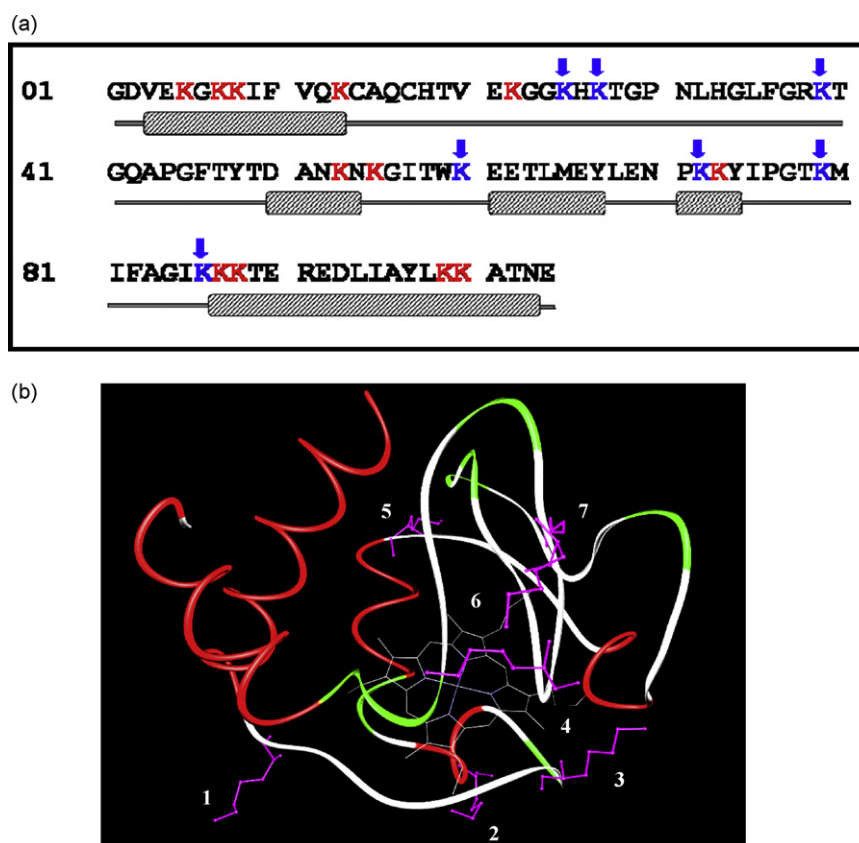 (a)
01 GDVEKGKKIF VQKCAQCHTV EKGGKHKTGP NLHGLFGRKT
41 GQAPGFTYTD ANKNKGITWK EETLMEYLEN PKKYIPGTKM
81 IFAGIKKKTE REDLIAYLKK ATNE
(b)
5
7
6
4
3
1
2